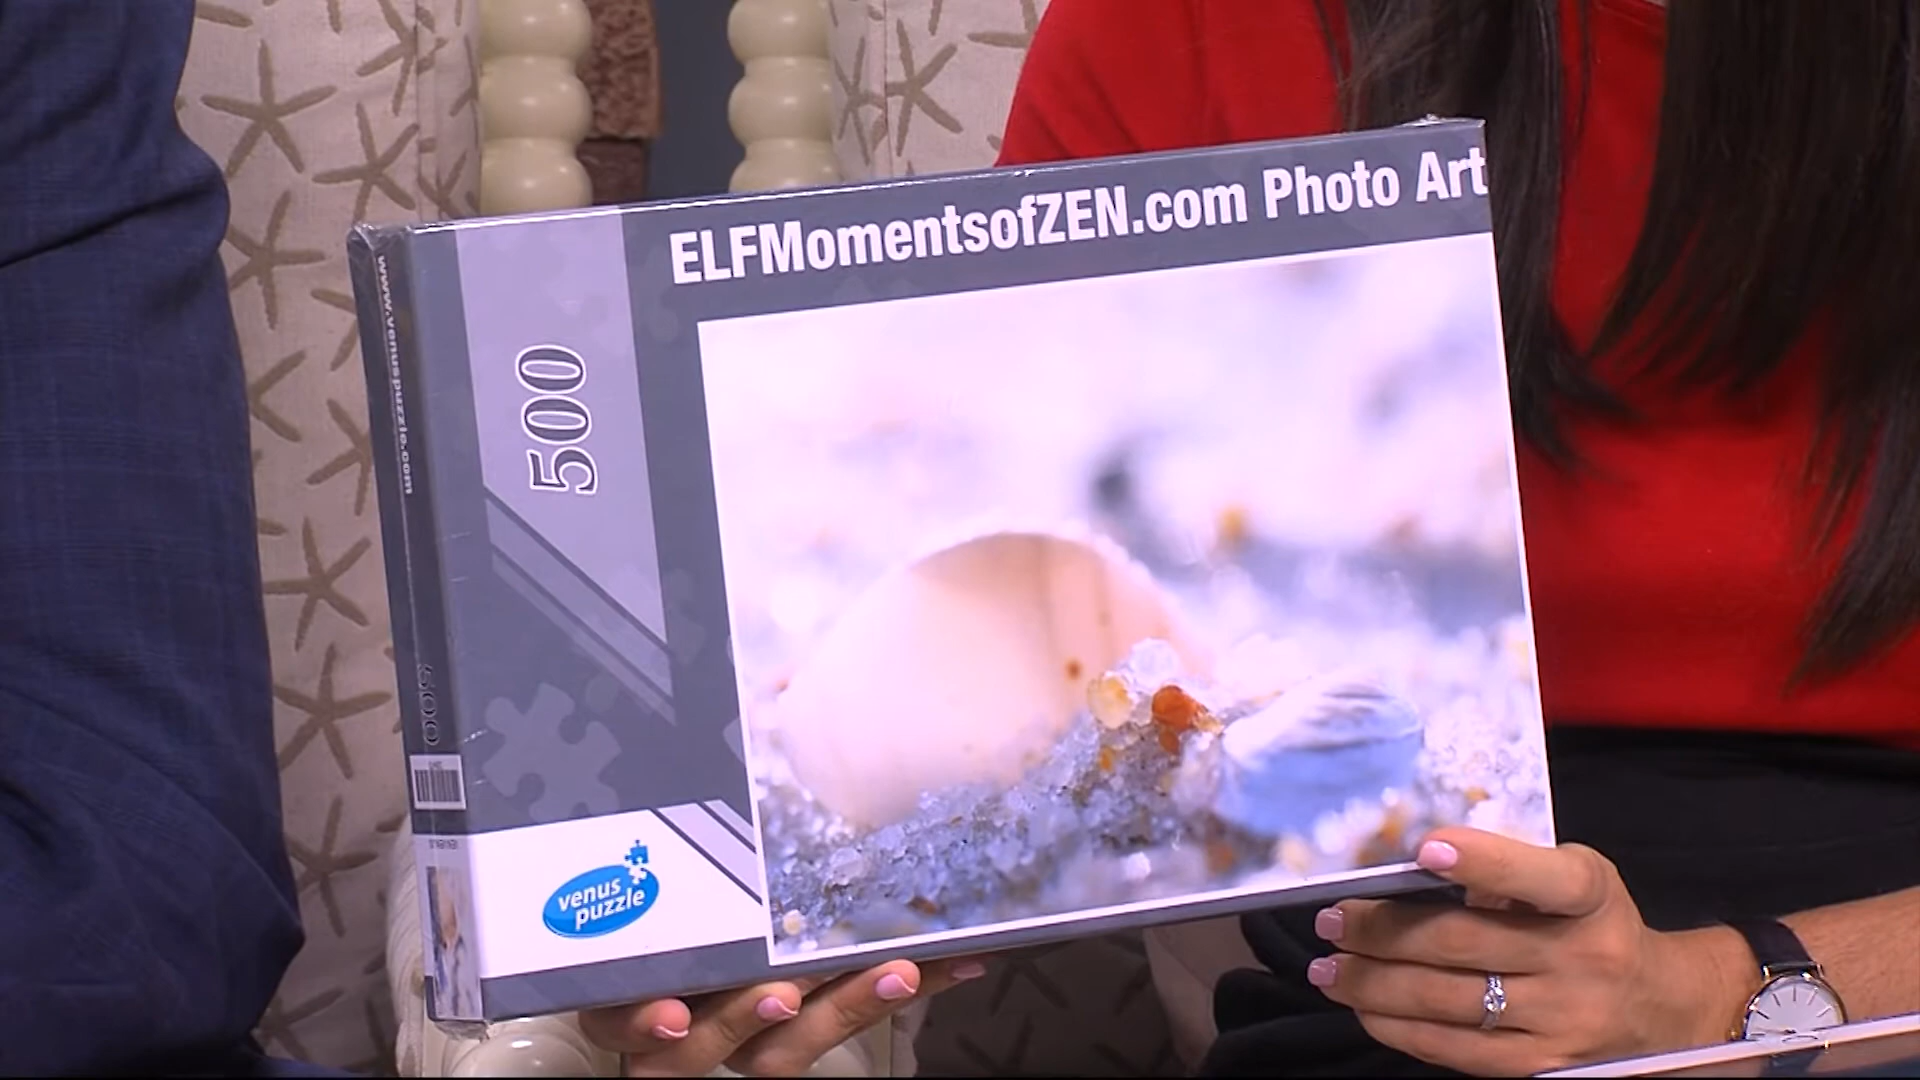 ELFMomentsofZEN.com Photo Art
500
www.venuspuzzle.com
500
venus
puzzle